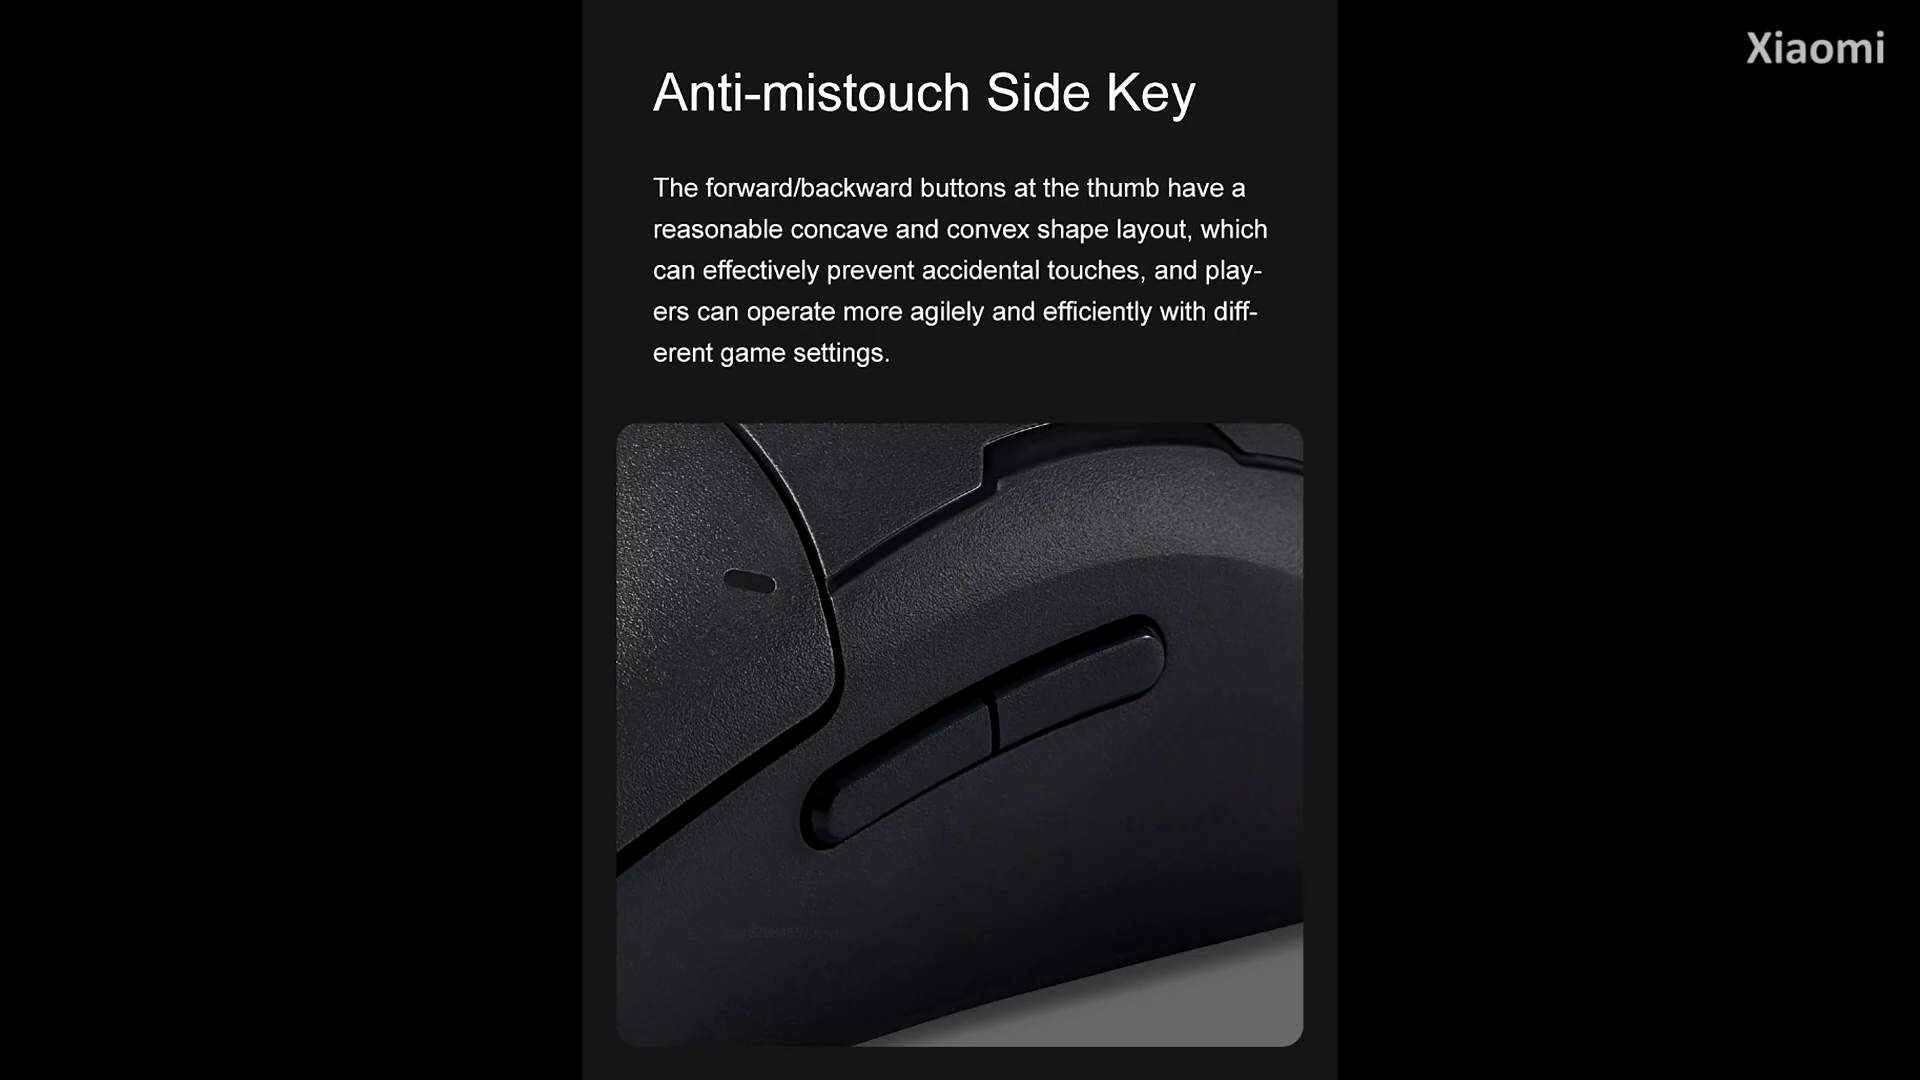 Xiaomi
Anti-mistouch Side Key
The forward/backward buttons at the thumb have a
reasonable concave and convex shape layout, which
can effectively prevent accidental touches, and play-
ers can operate more agilely and efficiently with diff-
erent game settings.